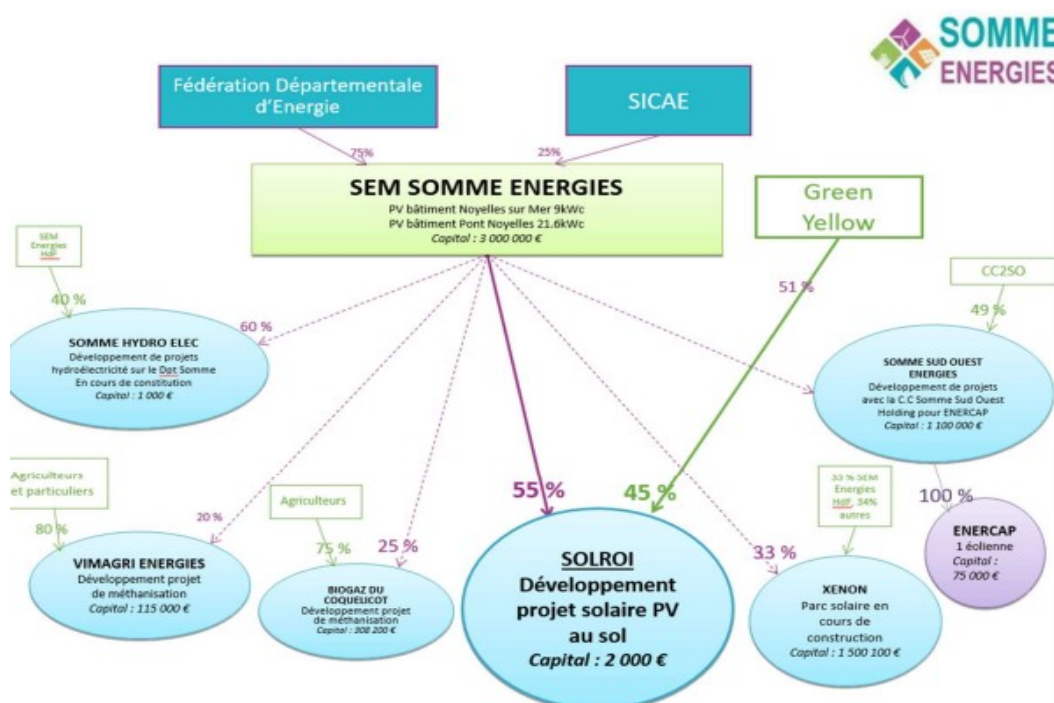 SOMME
ENERGIES
Fédération Départementale
d'Energie
SICAE
75%
25%
SEM SOMME ENERGIES
PV bâtiment Noyelles sur Mer 9kWc
PV bâtiment Pont Noyelles 21.6kWc
Capital : 3 000 000 €
Green
Yellow
SEM
Energies
HdF
40 %
60 %
SOMME HYDRO ELEC
Développement de projets
hydroélectricité sur le Dpt Somme
En cours de constitution
Capital : 1 000 €
51 %
CC2SO
49 %
SOMME SUD OUEST
ENERGIES
Développement de projets
avec la C.C Somme Sud Ouest
Holding pour ENERCAP
Capital : 1 100 000 €
100 %
ENERCAP
1 éolienne
Capital :
75 000 €
Agriculteurs
et particuliers
80 %
20 %
VIMAGRI ENERGIES
Développement projet
de méthanisation
Capital : 115 000 €
Agriculteurs
75 %
25 %
BIOGAZ DU
COQUELICOT
Développement projet
de méthanisation
Capital : 308 200 €
55 %
45 %
SOLROI
Développement
projet solaire PV
au sol
Capital : 2 000 €
33 % SEM
Energies
HdF, 34%
autres
33 %
XENON
Parc solaire en
cours de
construction
Capital : 1 500 100 €